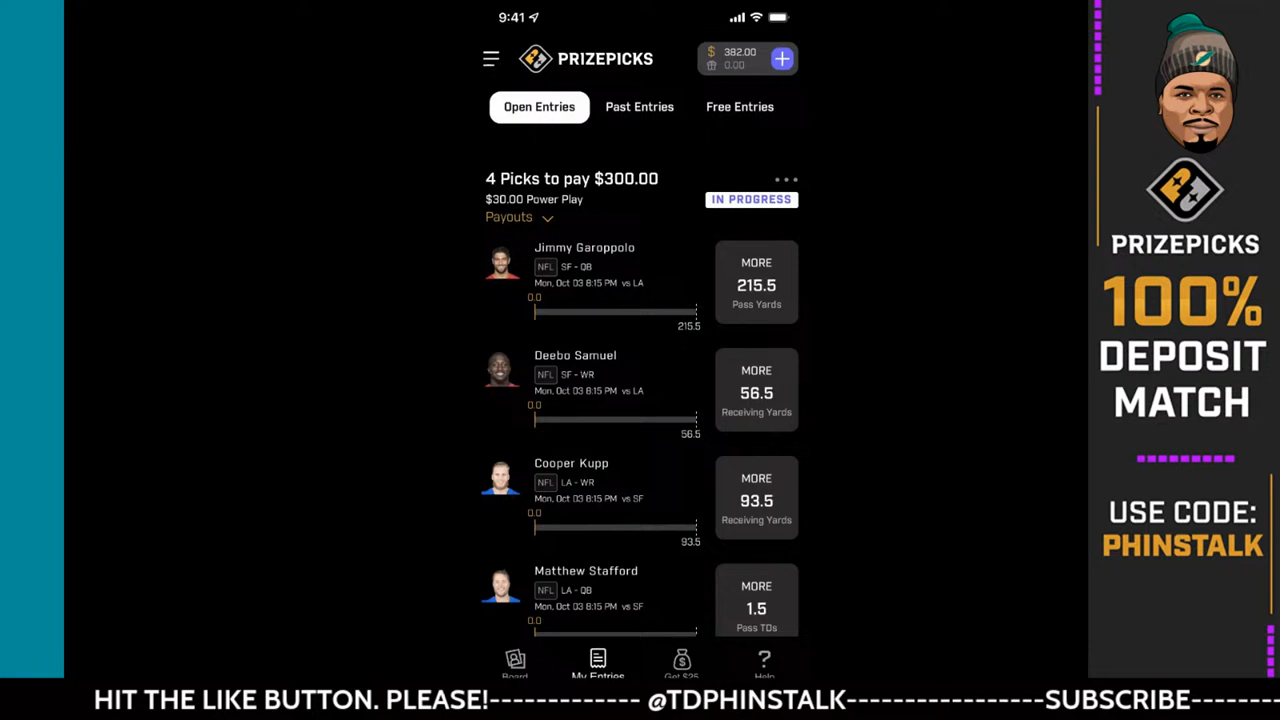 9:41
PRIZEPICKS
382.00
0.00
Open Entries
Past Entries
Free Entries
4 Picks to pay $300.00
$30.00 Power Play
IN PROGRESS
Payouts
Jimmy Garoppolo
NFL SF - QB
Mon, Oct 03 8:15 PM vs LA
0.0
215.5
MORE
215.5
Pass Yards
Deebo Samuel
NFL SF - WR
Mon, Oct 03 8:15 PM vs LA
0.0
56.5
MORE
56.5
Receiving Yards
Cooper Kupp
NFL LA - WR
Mon, Oct 03 8:15 PM vs SF
0.0
93.5
MORE
93.5
Receiving Yards
Matthew Stafford
NFL LA - QB
Mon, Oct 03 8:15 PM vs SF
0.0
MORE
1.5
Pass TDs
Board
My Entries
Get $25
Help
PRIZEPICKS
100%
DEPOSIT
MATCH
USE CODE:
PHINSTALK
HIT THE LIKE BUTTON. PLEASE!------------- @TDPHINSTALK-------------------SUBSCRIBE--------